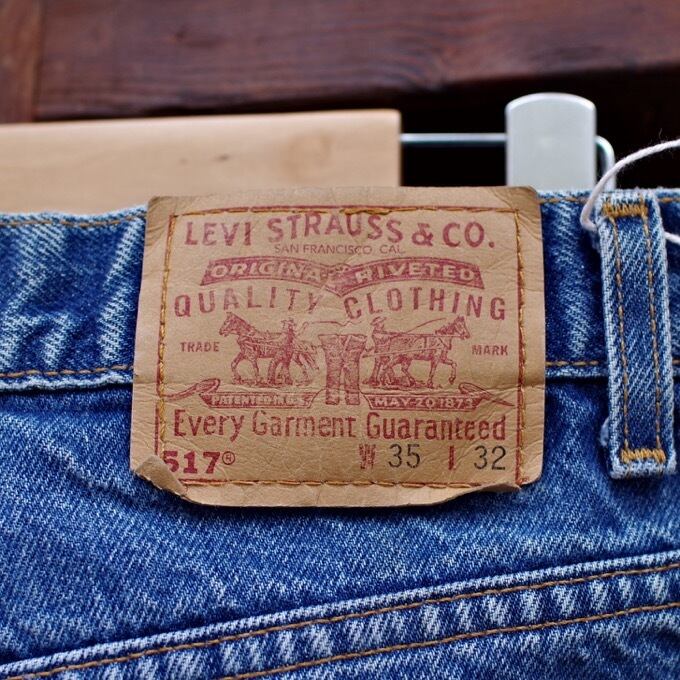 LEVI STRAUSS & CO.
SAN FRANCISCO, CAL.
ORIGINAL RIVETED
QUALITY CLOTHING
TRADE MARK
PATENTED IN U.S. MAY 20 1873
Every Garment Guaranteed
517® W 35 L 32